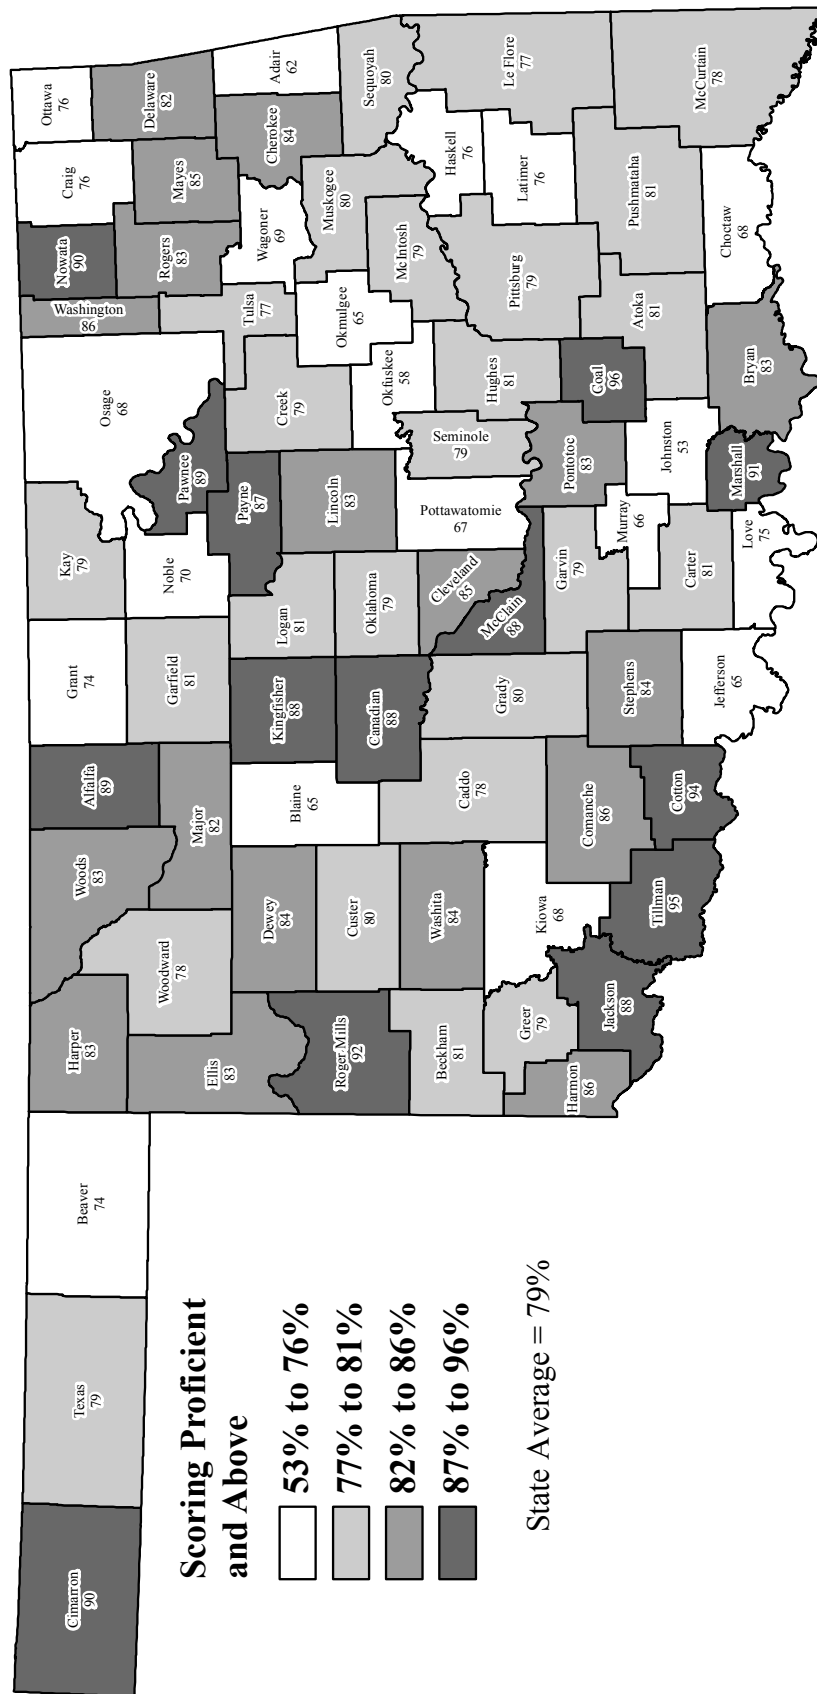 Cimarron
90
Texas
79
Beaver
74
Harper
83
Woods
83
Alfalfa
89
Grant
74
Kay
79
Osage
68
Washington
86
Nowata
90
Craig
76
Ottawa
76
Ellis
83
Woodward
78
Major
82
Garfield
81
Noble
70
Pawnee
89
Rogers
83
Mayes
85
Delaware
82
Roger Mills
92
Dewey
84
Blaine
65
Kingfisher
88
Logan
81
Payne
87
Creek
79
Tulsa
77
Wagoner
69
Cherokee
84
Adair
62
Custer
80
Canadian
88
Oklahoma
79
Lincoln
83
Okfuskee
58
Okmulgee
65
Muskogee
80
Sequoyah
80
Beckham
81
Washita
84
Caddo
78
Grady
80
Cleveland
85
McClain
88
Pottawatomie
67
Seminole
79
Hughes
81
McIntosh
79
Haskell
76
Le Flore
77
Pittsburg
79
Latimer
76
Harmon
86
Greer
79
Jackson
88
Kiowa
68
Comanche
86
Tillman
95
Cotton
94
Stephens
84
Jefferson
65
Garvin
79
Murray
66
Carter
81
Love
75
Pontotoc
83
Johnston
53
Marshall
91
Coal
96
Atoka
81
Bryan
83
Pushmataha
81
Choctaw
68
McCurtain
78
Scoring Proficient
and Above
53% to 76%
77% to 81%
82% to 86%
87% to 96%
State Average = 79%